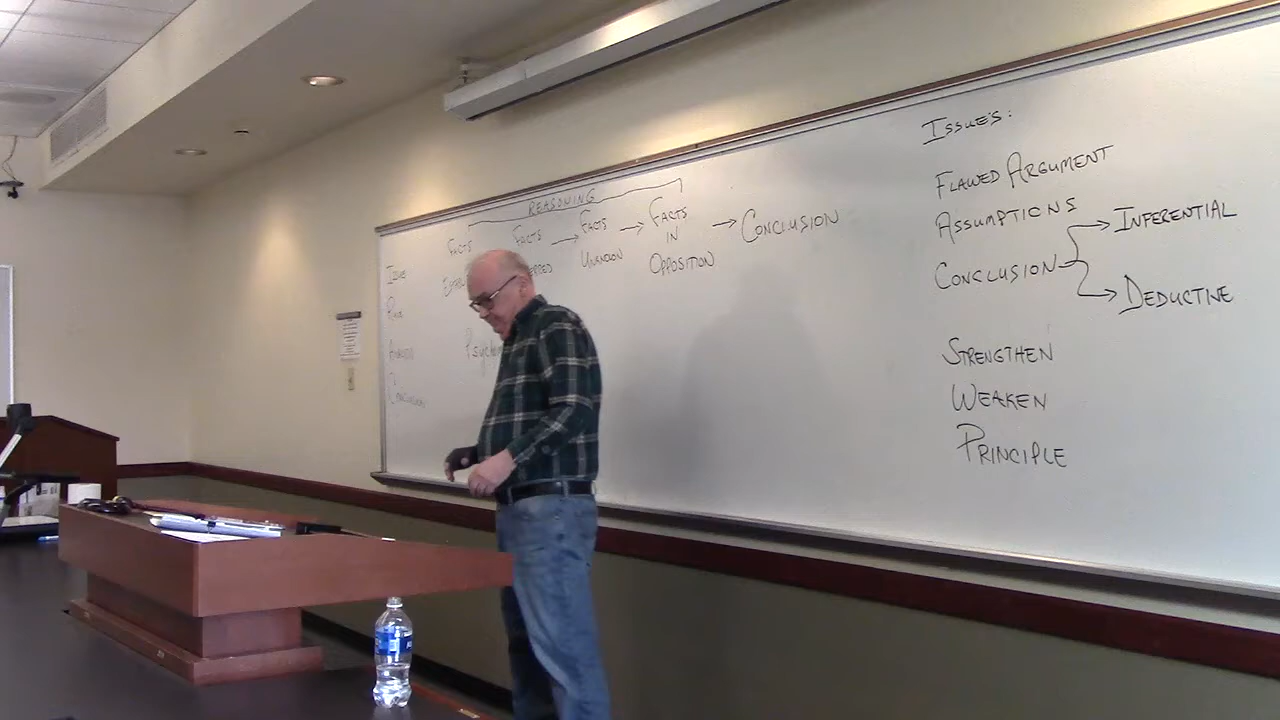 REASONING
FACTS FACTS → FACTS → FACTS → CONCLUSION
UNKNOWN IN
OPPOSITION
ISSUE
RULE
ISSUE'S:
FLAWED ARGUMENT
ASSUMPTIONS
CONCLUSION → INFERENTIAL
→ DEDUCTIVE
STRENGTHEN
WEAKEN
PRINCIPLE